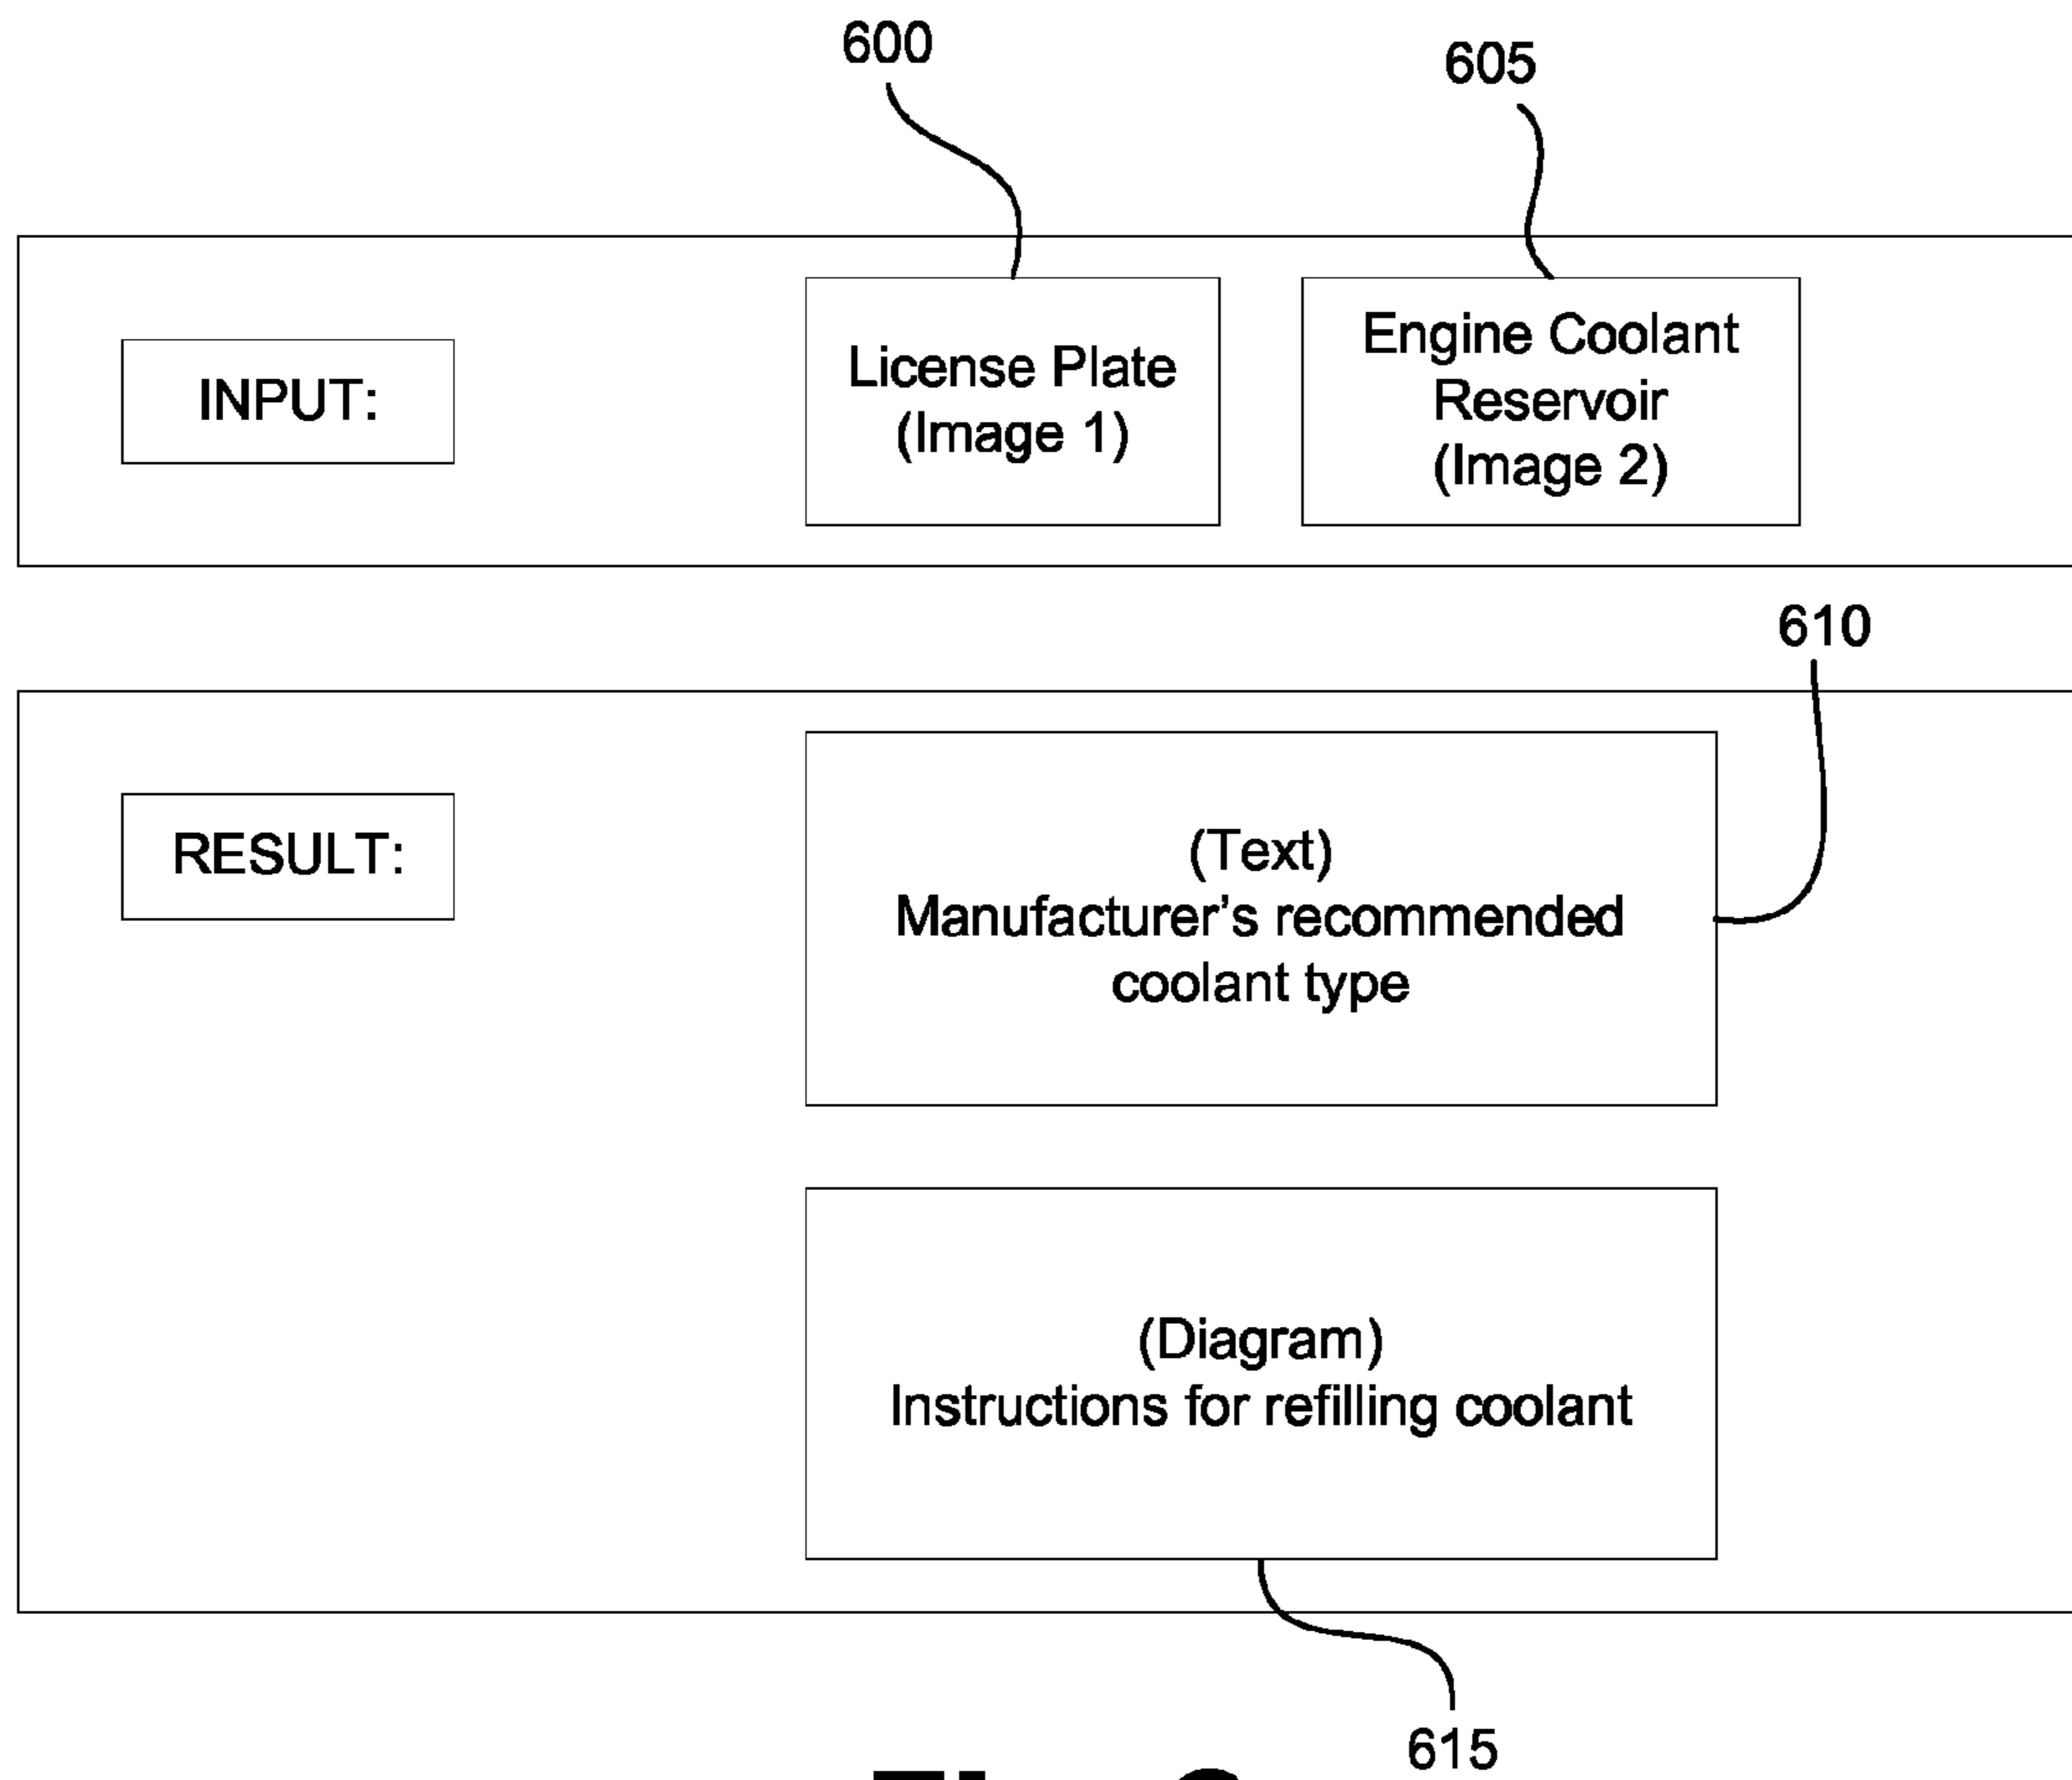 600
605
INPUT:
License Plate
(Image 1)
Engine Coolant
Reservoir
(Image 2)
610
RESULT:
(Text)
Manufacturer's recommended
coolant type
(Diagram)
Instructions for refilling coolant
615